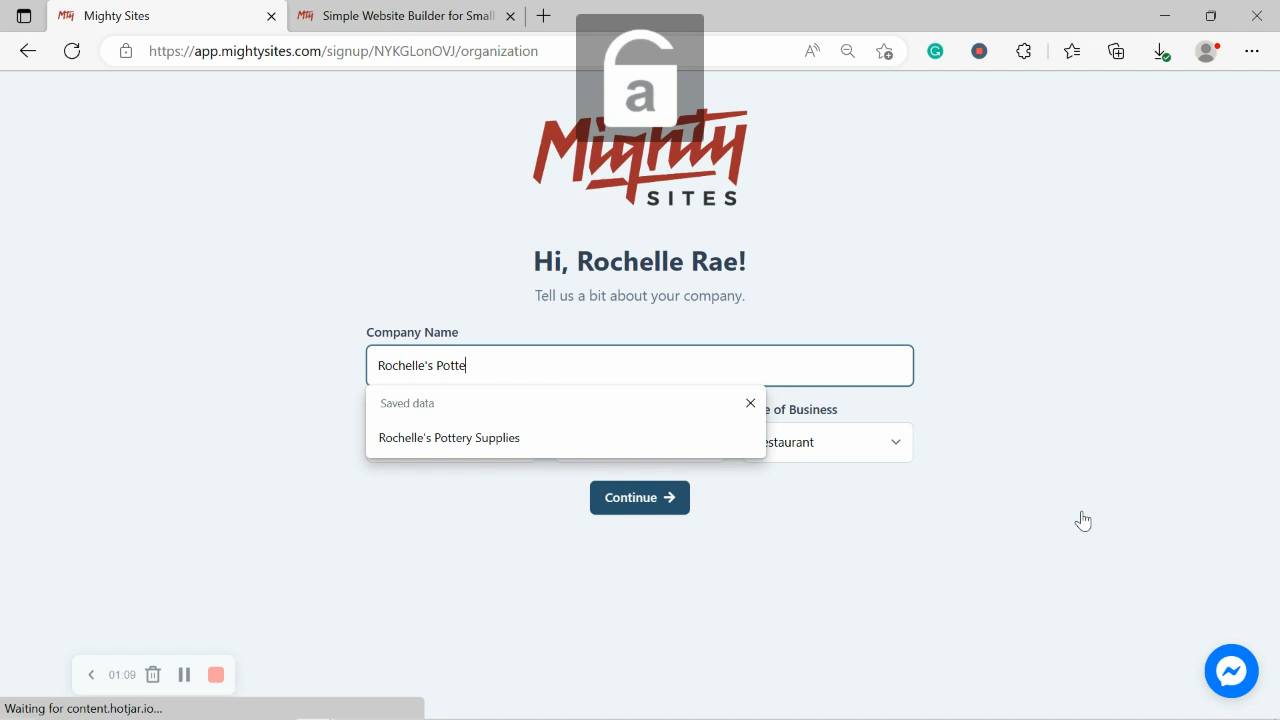 Mighty Sites
Mighty Simple Website Builder for Small
https://app.mightysites.com/signup/NYKGLonOVJ/organization
a
Mighty
SITES
Hi, Rochelle Rae!
Tell us a bit about your company.
Company Name
Rochelle's Potte
Saved data
e of Business
Rochelle's Pottery Supplies
estaurant
Continue
01:09
Waiting for content.hotjar.io...